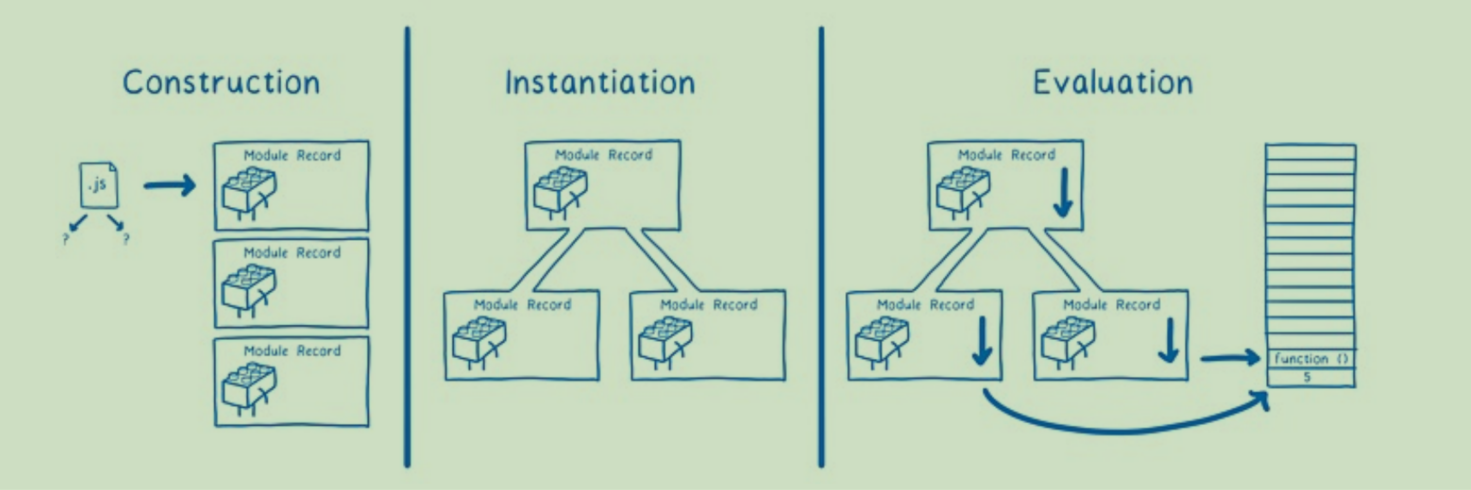 Construction
.js
?
?
Module Record
Module Record
Module Record
Instantiation
Module Record
Module Record
Module Record
Evaluation
Module Record
Module Record
Module Record
function ()
5